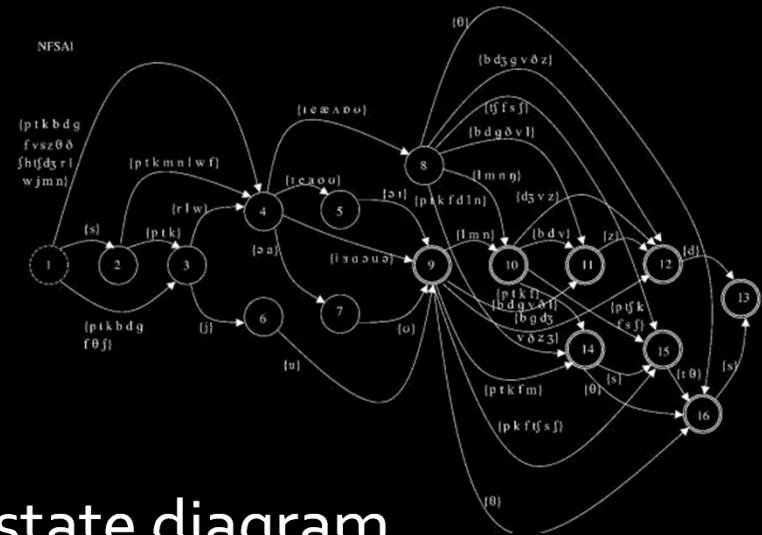 NFSA1
{θ}
{b dʒ g v ð z}
{p t k b d g
f v s z θ ð
ʃ h tʃ dʒ r l
w j m n}
{ɪ e æ ʌ ɒ ʊ}
{tʃ f s ʃ}
{b d g ð v l}
{p t k m n l w f}
8
{l m n ŋ}
{r l w}
4
5
{ə ɪ}
{p t k f d l n}
{dʒ v z}
{s}
{p t k}
{l m n}
{b d v}
{z}
{d}
1
2
3
9
10
11
12
13
{j}
6
7
{ʊ}
{p t k b d g
f θ ʃ}
{u}
14
15
{s}
{t θ}
{s}
{p t k f m}
{θ}
16
{p k f tʃ s ʃ}
{θ}
state diagram